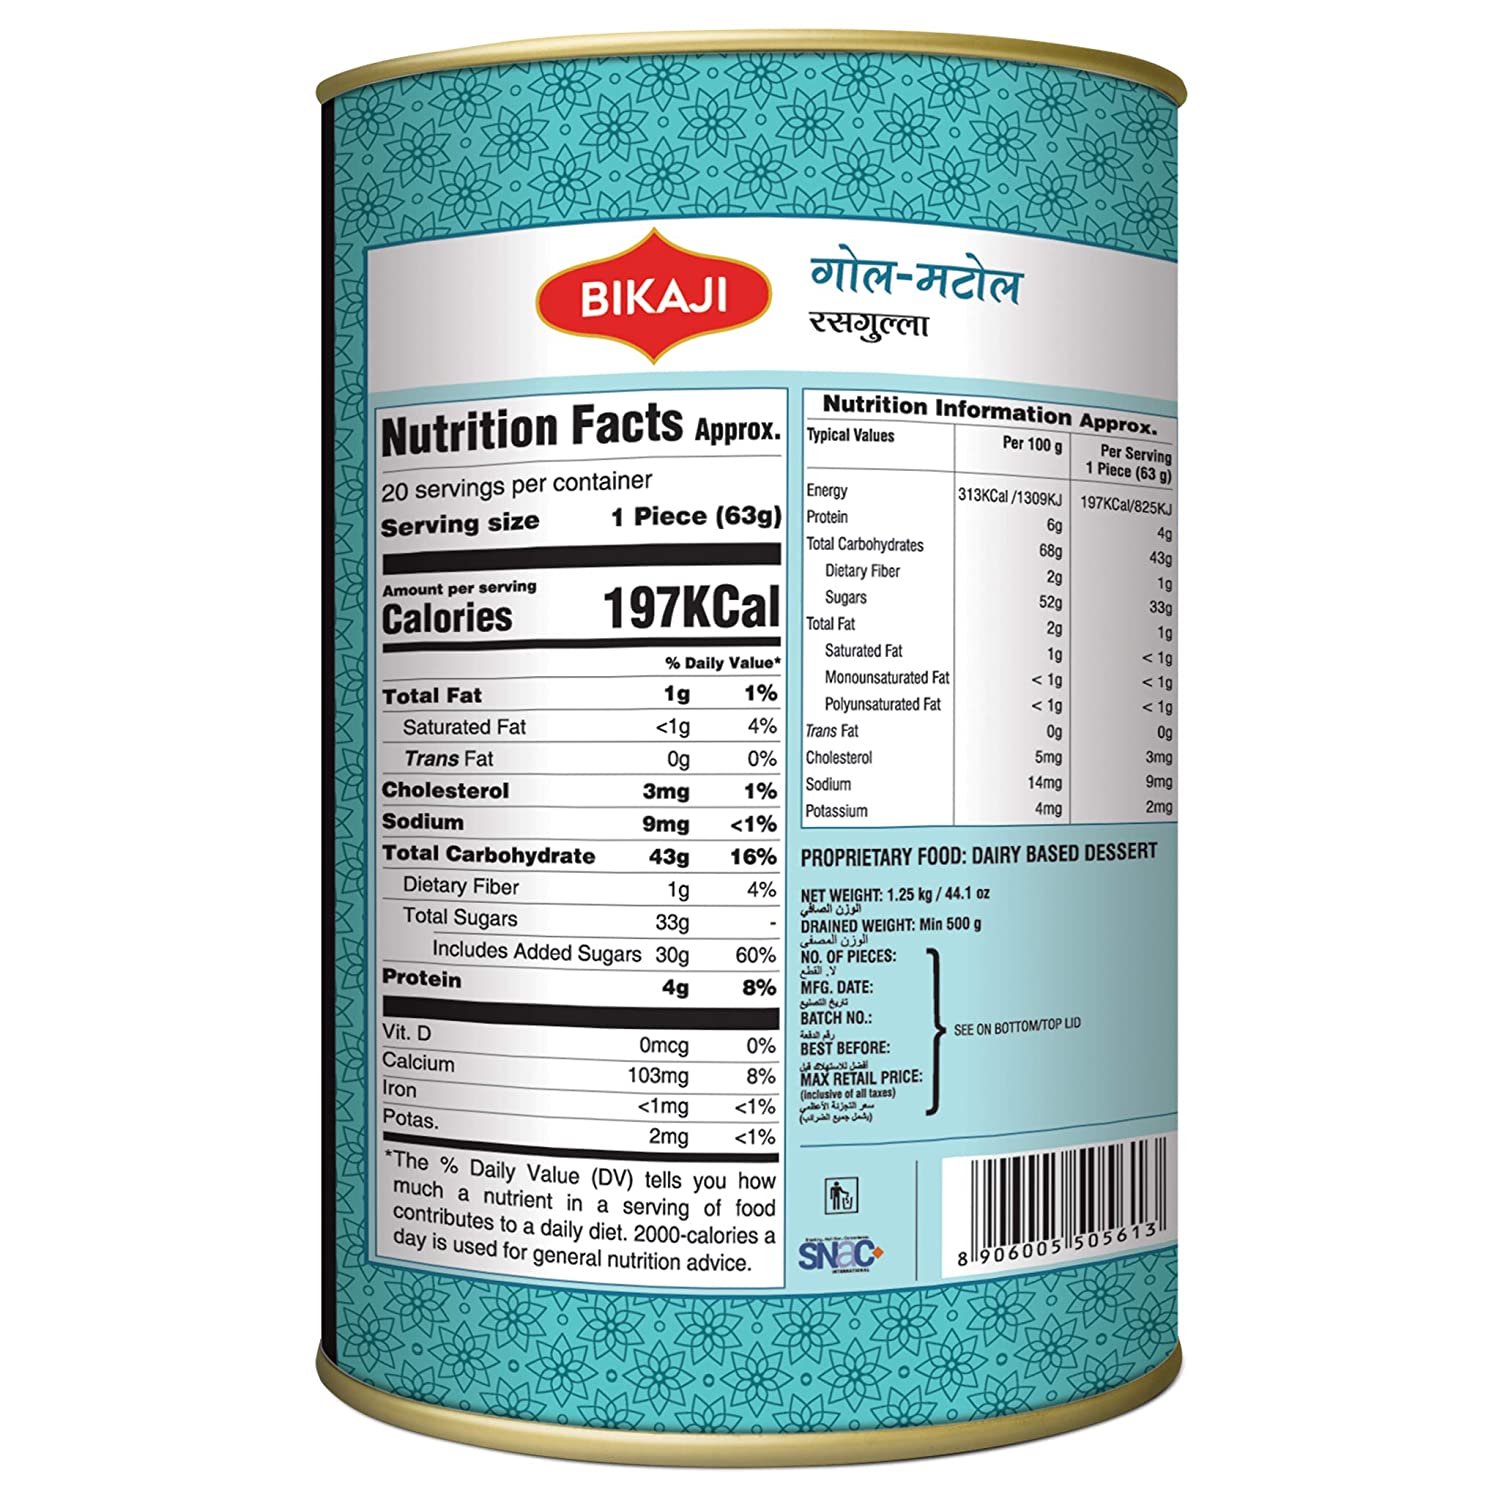 BIKAJI
गोल-मटोल
रसगुल्ला
Nutrition Facts Approx.
20 servings per container
Serving size 1 Piece (63g)
Amount per serving
Calories 197KCal
% Daily Value*
Total Fat 1g 1%
Saturated Fat <1g 4%
Trans Fat 0g 0%
Cholesterol 3mg 1%
Sodium 9mg <1%
Total Carbohydrate 43g 16%
Dietary Fiber 1g 4%
Total Sugars 33g -
Includes Added Sugars 30g 60%
Protein 4g 8%
Vit. D 0mcg 0%
Calcium 103mg 8%
Iron <1mg <1%
Potas. 2mg <1%
*The % Daily Value (DV) tells you how
much a nutrient in a serving of food
contributes to a daily diet. 2000-calories a
day is used for general nutrition advice.
Nutrition Information Approx.
Typical Values Per 100 g Per Serving
1 Piece (63 g)
Energy 313KCal /1309KJ 197KCal/825KJ
Protein 6g 4g
Total Carbohydrates 68g 43g
Dietary Fiber 2g 1g
Sugars 52g 33g
Total Fat 2g 1g
Saturated Fat 1g < 1g
Monounsaturated Fat < 1g < 1g
Polyunsaturated Fat < 1g < 1g
Trans Fat 0g 0g
Cholesterol 5mg 3mg
Sodium 14mg 9mg
Potassium 4mg 2mg
PROPRIETARY FOOD: DAIRY BASED DESSERT
NET WEIGHT: 1.25 kg / 44.1 oz
الوزن الصافي
DRAINED WEIGHT: Min 500 g
الوزن المصفى
NO. OF PIECES:
لا. القطع
MFG. DATE:
تاريخ التصنيع
BATCH NO.:
رقم الدفعة
SEE ON BOTTOM/TOP LID
BEST BEFORE:
أفضل للاستهلاك قبل
MAX RETAIL PRICE:
(inclusive of all taxes)
سعر التجزئة الأعظمي
(يشمل جميع الضرائب)
SNaC
INTERNATIONAL
8 906005 505613